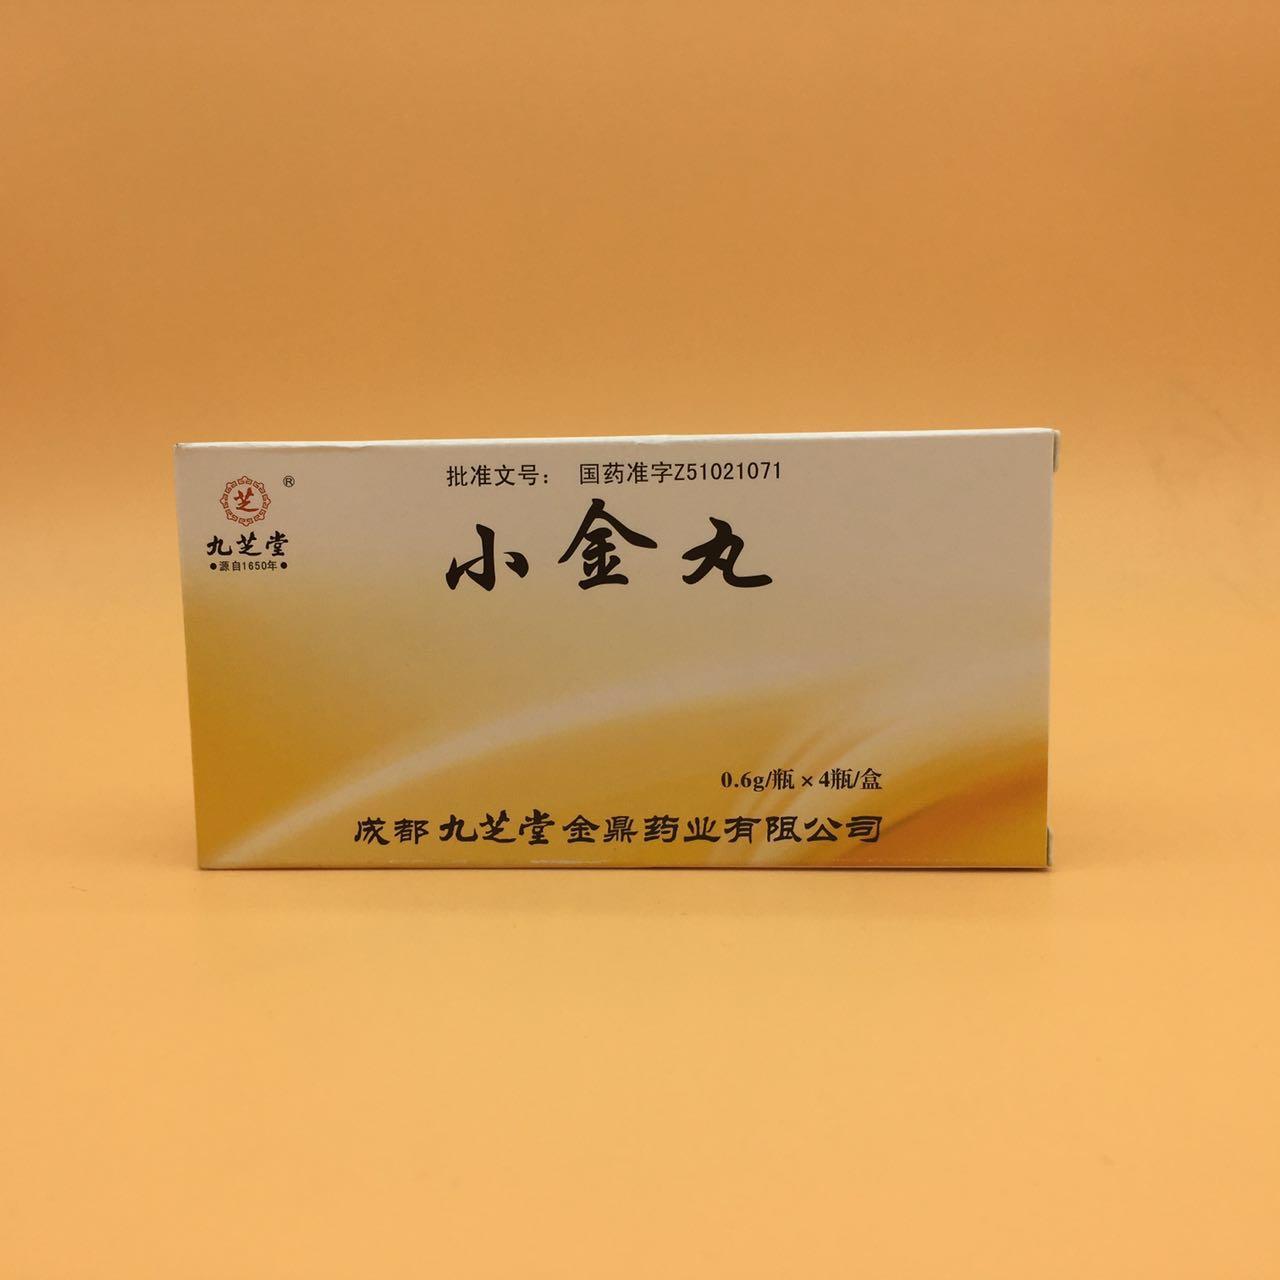 批准文号： 国药准字Z51021071
芝 ®
九芝堂
●源自1650年●
小金丸
0.6g/瓶×4瓶/盒
成都九芝堂金鼎药业有限公司